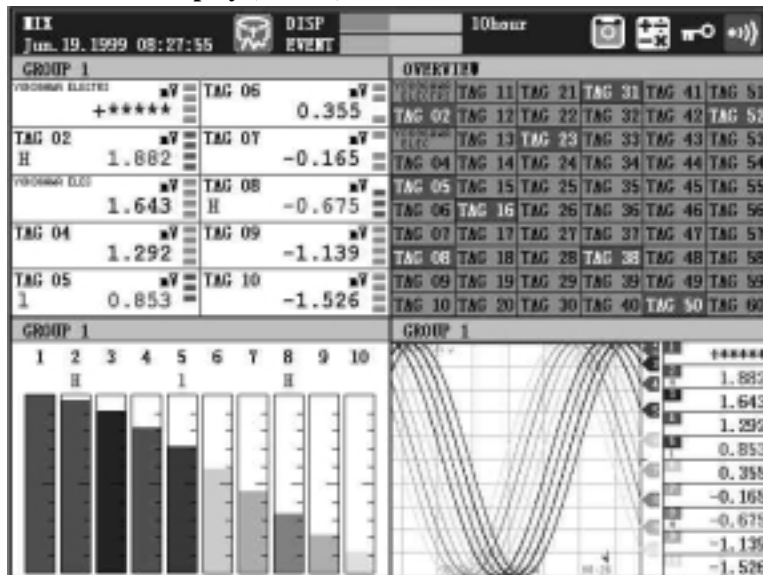 MIX
Jun. 19. 1999 08:27:55
DISP
EVENT
10hour
GROUP 1
mV
+*****
TAG 02 mV
H 1.882
mV
1.643
TAG 04 mV
1.292
TAG 05 mV
l 0.853
TAG 06 mV
0.355
TAG 07 mV
-0.165
TAG 08 mV
H -0.675
TAG 09 mV
-1.139
TAG 10 mV
-1.526
OVERVIEW
TAG 11 TAG 21 TAG 31 TAG 41 TAG 51
TAG 02 TAG 12 TAG 22 TAG 32 TAG 42 TAG 52
TAG 13 TAG 23 TAG 33 TAG 43 TAG 53
TAG 04 TAG 14 TAG 24 TAG 34 TAG 44 TAG 54
TAG 05 TAG 15 TAG 25 TAG 35 TAG 45 TAG 55
TAG 06 TAG 16 TAG 26 TAG 36 TAG 46 TAG 56
TAG 07 TAG 17 TAG 27 TAG 37 TAG 47 TAG 57
TAG 08 TAG 18 TAG 28 TAG 38 TAG 48 TAG 58
TAG 09 TAG 19 TAG 29 TAG 39 TAG 49 TAG 59
TAG 10 TAG 20 TAG 30 TAG 40 TAG 50 TAG 60
GROUP 1
1 2 3 4 5 6 7 8 9 10
H l H
GROUP 1
+*****
1.882
1.643
1.292
0.853
0.355
-0.165
-0.675
-1.139
-1.526